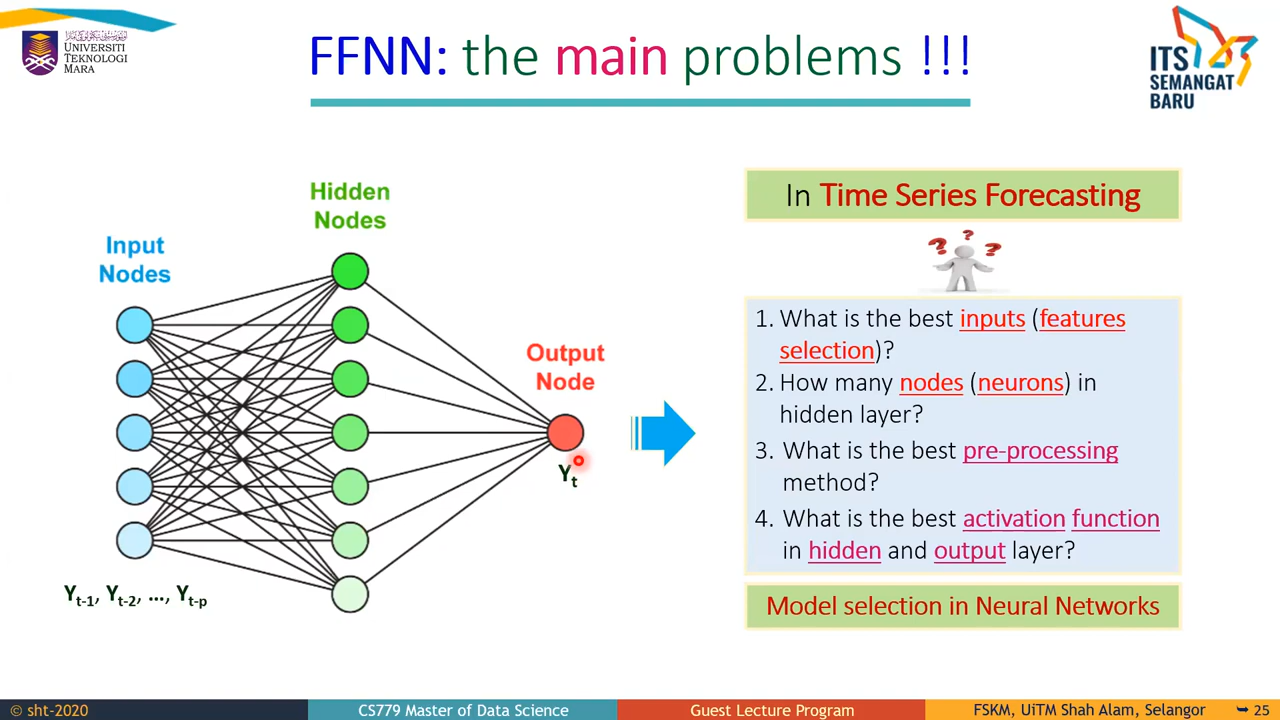 FFNN: the main problems !!!
UNIVERSITI
TEKNOLOGI
MARA
ITS
SEMANGAT
BARU
Hidden
Nodes
Input
Nodes
Output
Node
Yt
Yt-1, Yt-2, ..., Yt-p
In Time Series Forecasting
1. What is the best inputs (features
selection)?
2. How many nodes (neurons) in
hidden layer?
3. What is the best pre-processing
method?
4. What is the best activation function
in hidden and output layer?
Model selection in Neural Networks
© sht-2020
CS779 Master of Data Science
Guest Lecture Program
FSKM, UiTM Shah Alam, Selangor
25